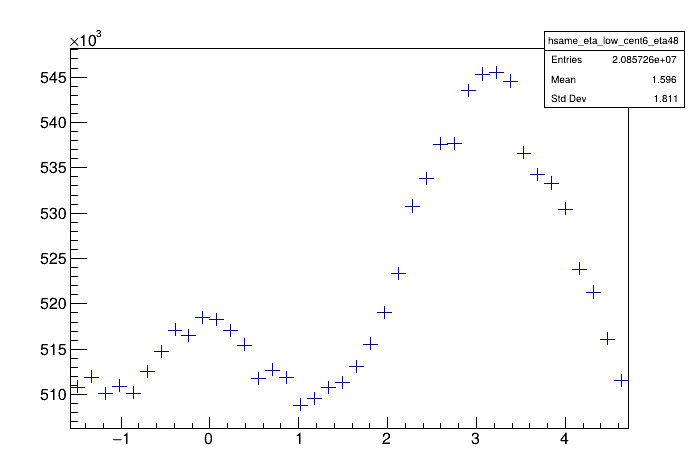 ×10³
hsame_eta_low_cent6_eta48
Entries 2.085726e+07
Mean 1.596
Std Dev 1.811
545
540
535
530
525
520
515
510
−1 0 1 2 3 4